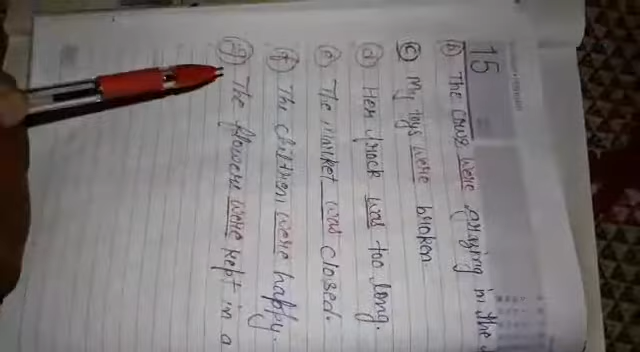 15
(b) The cows were grazing in the
(c) My toys were broken.
(d) Her frock was too long.
(e) The market was closed.
(f) The children were happy.
(g) The flowers were kept in a